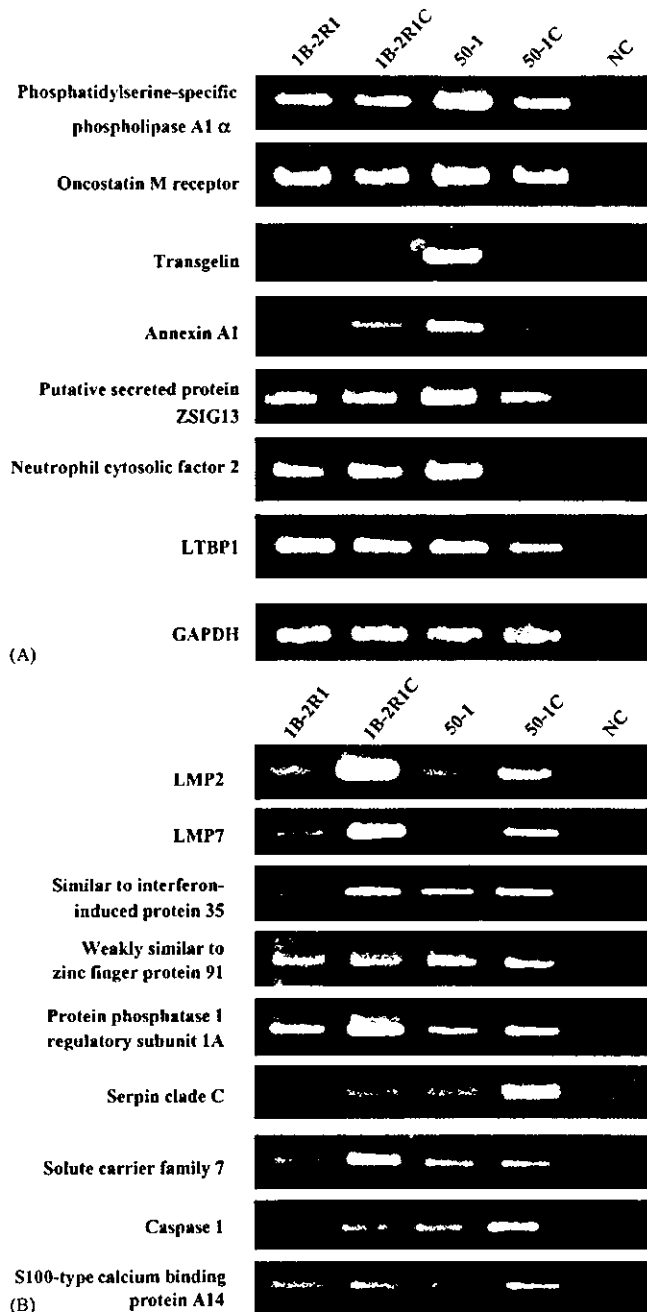 1B-2R1 1B-2R1C 50-1 50-1C NC
Phosphatidylserine-specific
phospholipase A1 α
Oncostatin M receptor
Transgelin
Annexin A1
Putative secreted protein
ZSIG13
Neutrophil cytosolic factor 2
LTBP1
GAPDH
(A)
1B-2R1 1B-2R1C 50-1 50-1C NC
LMP2
LMP7
Similar to interferon-
induced protein 35
Weakly similar to
zinc finger protein 91
Protein phosphatase 1
regulatory subunit 1A
Serpin clade C
Solute carrier family 7
Caspase 1
S100-type calcium binding
protein A14
(B)